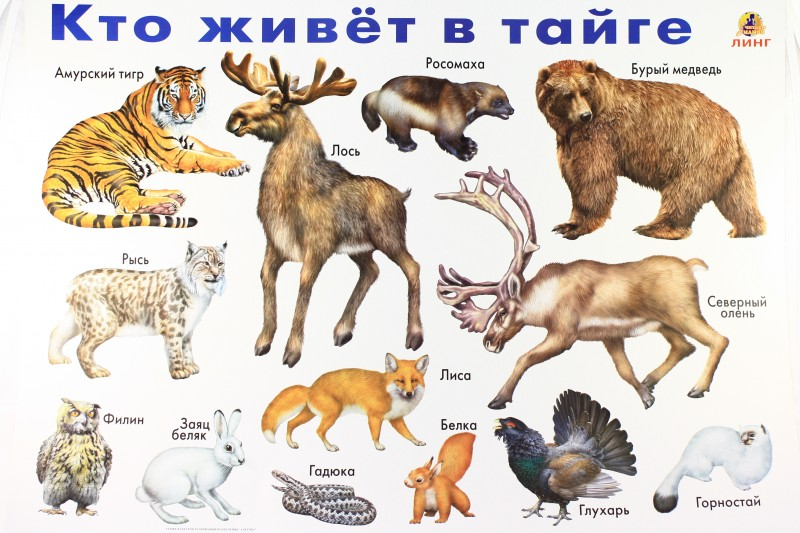 Кто живёт в тайге
ЛИНГ
Амурский тигр
Росомаха
Бурый медведь
Лось
Рысь
Северный
олень
Лиса
Филин
Заяц
беляк
Белка
Гадюка
Глухарь
Горностай